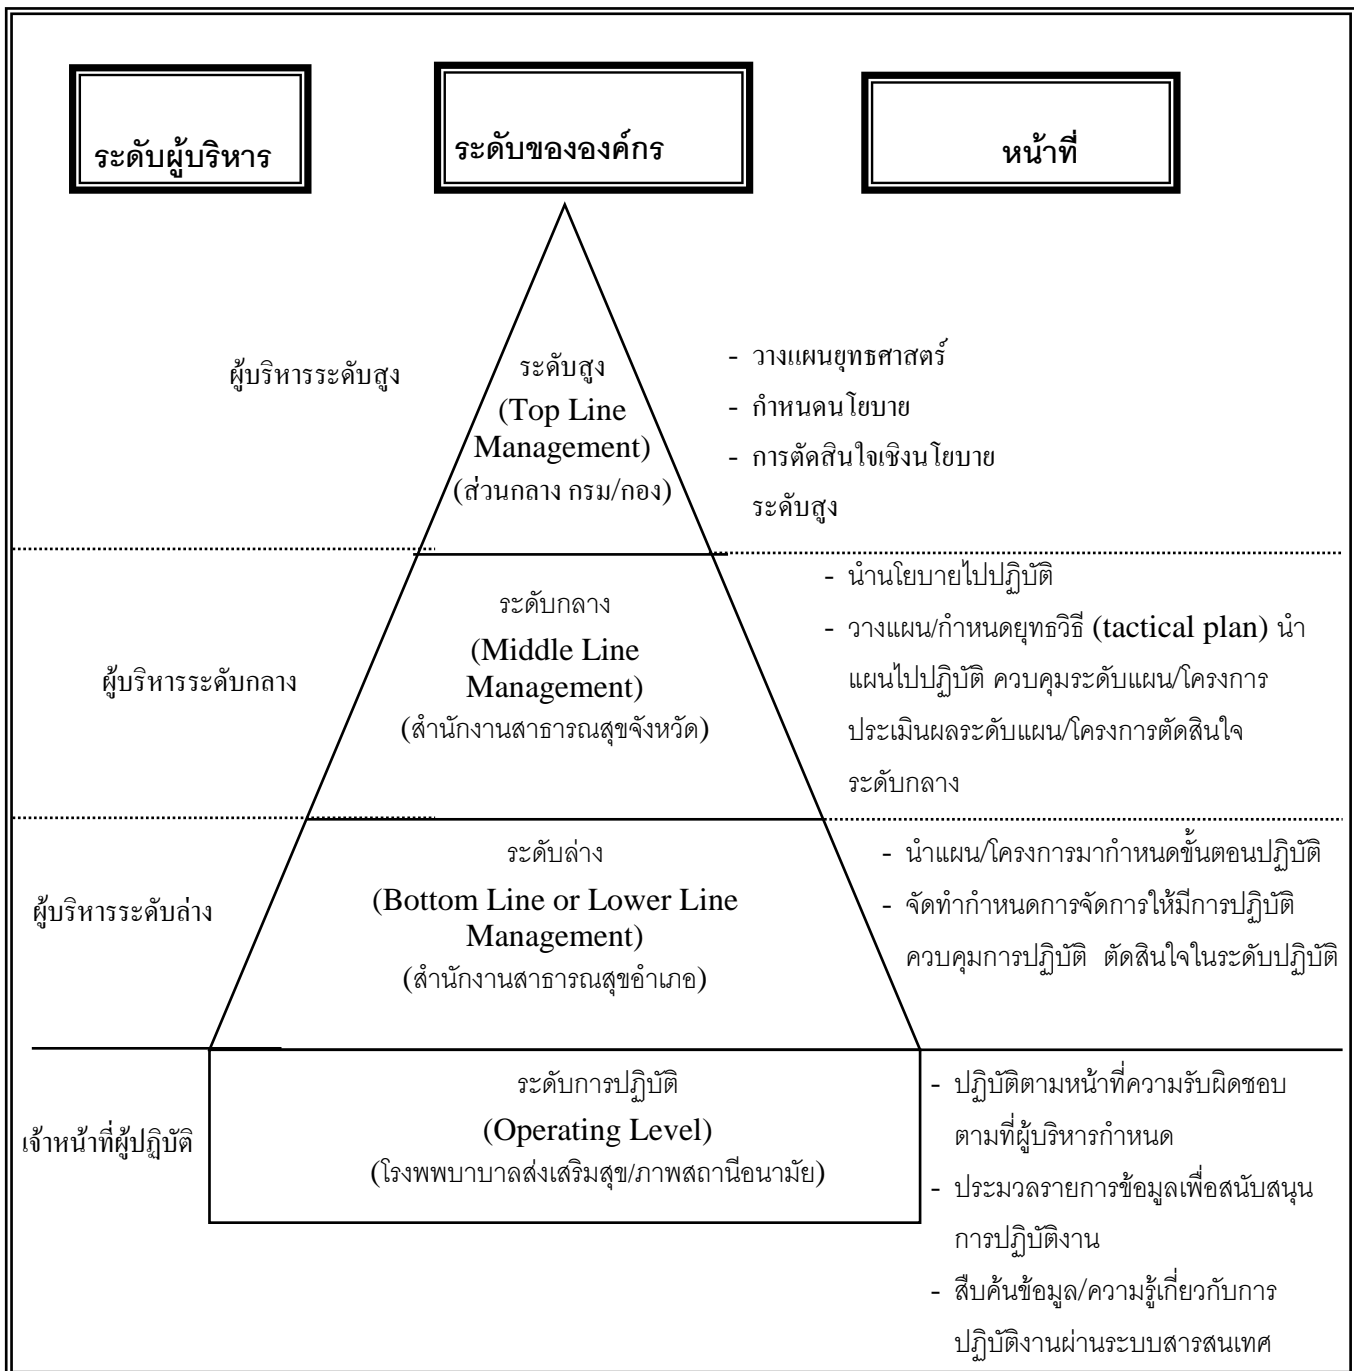 ระดับผู้บริหาร
ระดับขององค์กร
หน้าที่
ผู้บริหารระดับสูง
ระดับสูง
(Top Line
Management)
(ส่วนกลาง กรม/กอง)
- วางแผนยุทธศาสตร์
- กำหนดนโยบาย
- การตัดสินใจเชิงนโยบาย
ระดับสูง
ผู้บริหารระดับกลาง
ระดับกลาง
(Middle Line
Management)
(สำนักงานสาธารณสุขจังหวัด)
- นำนโยบายไปปฏิบัติ
- วางแผน/กำหนดยุทธวิธี (tactical plan) นำ
แผนไปปฏิบัติ ควบคุมระดับแผน/โครงการ
ประเมินผลระดับแผน/โครงการตัดสินใจ
ระดับกลาง
ผู้บริหารระดับล่าง
ระดับล่าง
(Bottom Line or Lower Line
Management)
(สำนักงานสาธารณสุขอำเภอ)
- นำแผน/โครงการมากำหนดขั้นตอนปฏิบัติ
- จัดทำกำหนดการจัดการให้มีการปฏิบัติ
ควบคุมการปฏิบัติ ตัดสินใจในระดับปฏิบัติ
เจ้าหน้าที่ผู้ปฏิบัติ
ระดับการปฏิบัติ
(Operating Level)
(โรงพพบาบาลส่งเสริมสุข/ภาพสถานีอนามัย)
- ปฏิบัติตามหน้าที่ความรับผิดชอบ
ตามที่ผู้บริหารกำหนด
- ประมวลรายการข้อมูลเพื่อสนับสนุน
การปฏิบัติงาน
- สืบค้นข้อมูล/ความรู้เกี่ยวกับการ
ปฏิบัติงานผ่านระบบสารสนเทศ